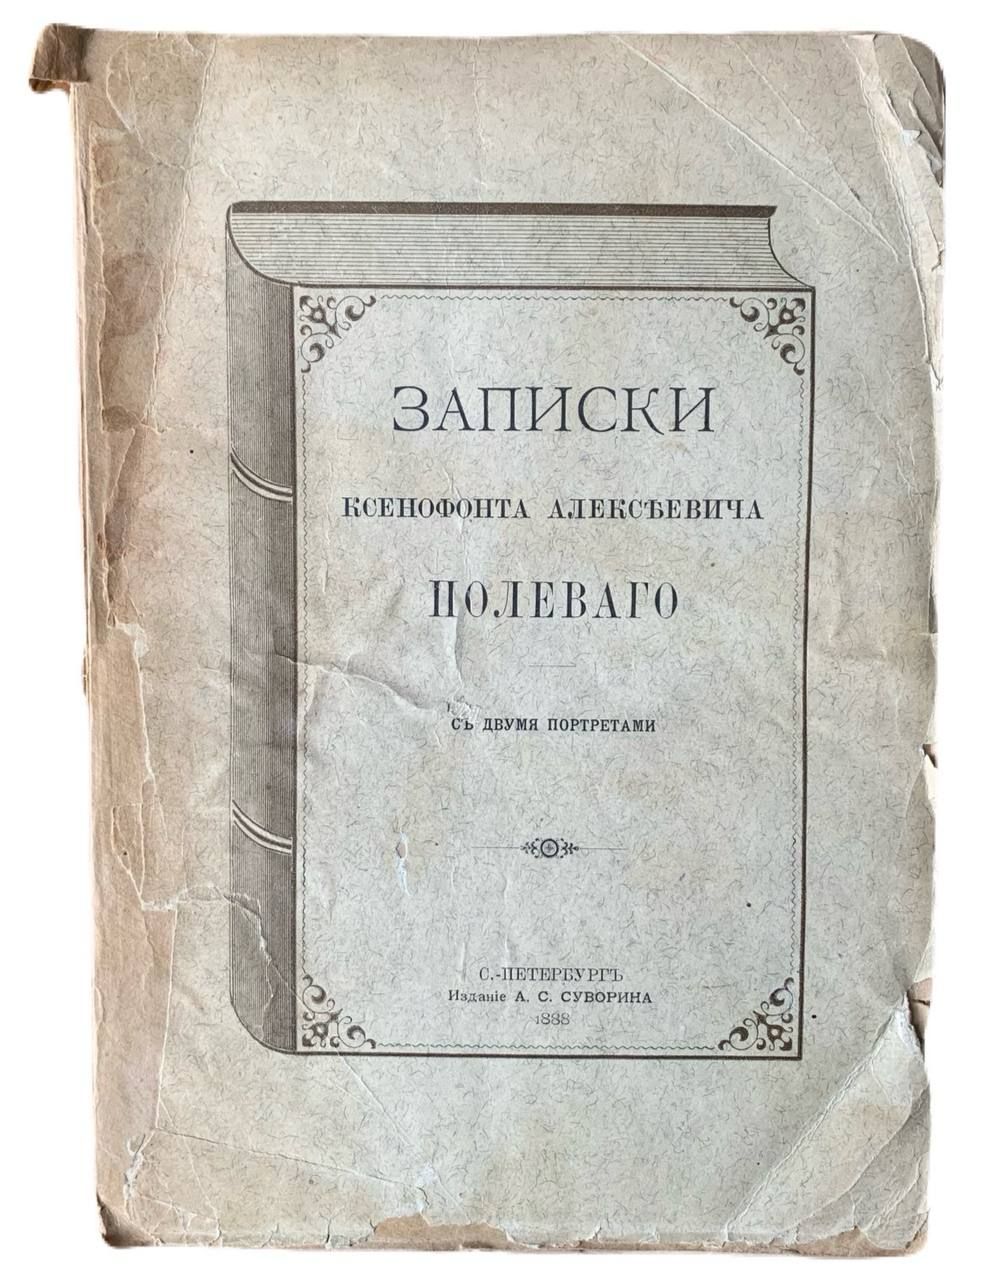 ЗАПИСКИ
КСЕНОФОНТА АЛЕКСѢЕВИЧА
ПОЛЕВАГО
СЪ ДВУМЯ ПОРТРЕТАМИ
С.-ПЕТЕРБУРГЪ
Изданіе А. С. СУВОРИНА
1888